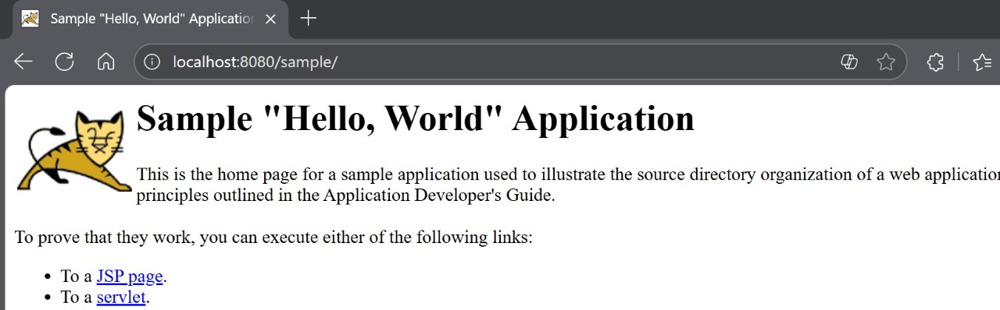 Sample "Hello, World" Applicatio
localhost:8080/sample/
Sample "Hello, World" Application
This is the home page for a sample application used to illustrate the source directory organization of a web application
principles outlined in the Application Developer's Guide.
To prove that they work, you can execute either of the following links:
• To a JSP page.
• To a servlet.